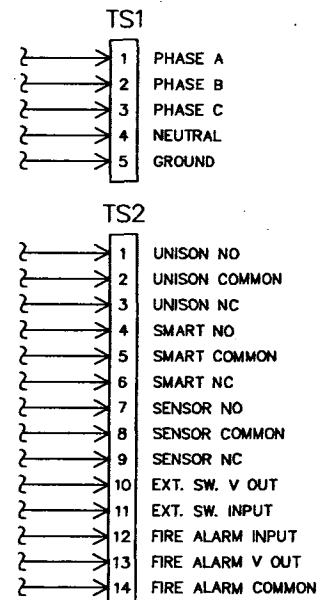 TS1
1 PHASE A
2 PHASE B
3 PHASE C
4 NEUTRAL
5 GROUND
TS2
1 UNISON NO
2 UNISON COMMON
3 UNISON NC
4 SMART NO
5 SMART COMMON
6 SMART NC
7 SENSOR NO
8 SENSOR COMMON
9 SENSOR NC
10 EXT. SW. V OUT
11 EXT. SW. INPUT
12 FIRE ALARM INPUT
13 FIRE ALARM V OUT
14 FIRE ALARM COMMON